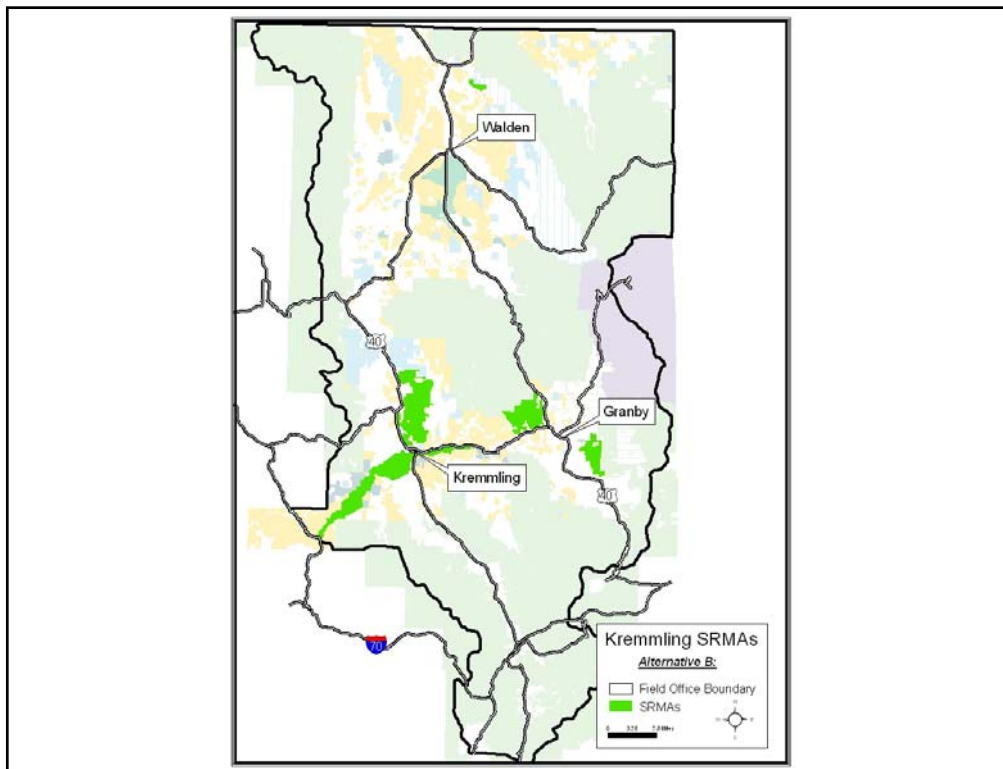 Walden
40
Granby
Kremmling
40
70
Kremmling SRMAs
Alternative B:
Field Office Boundary
SRMAs